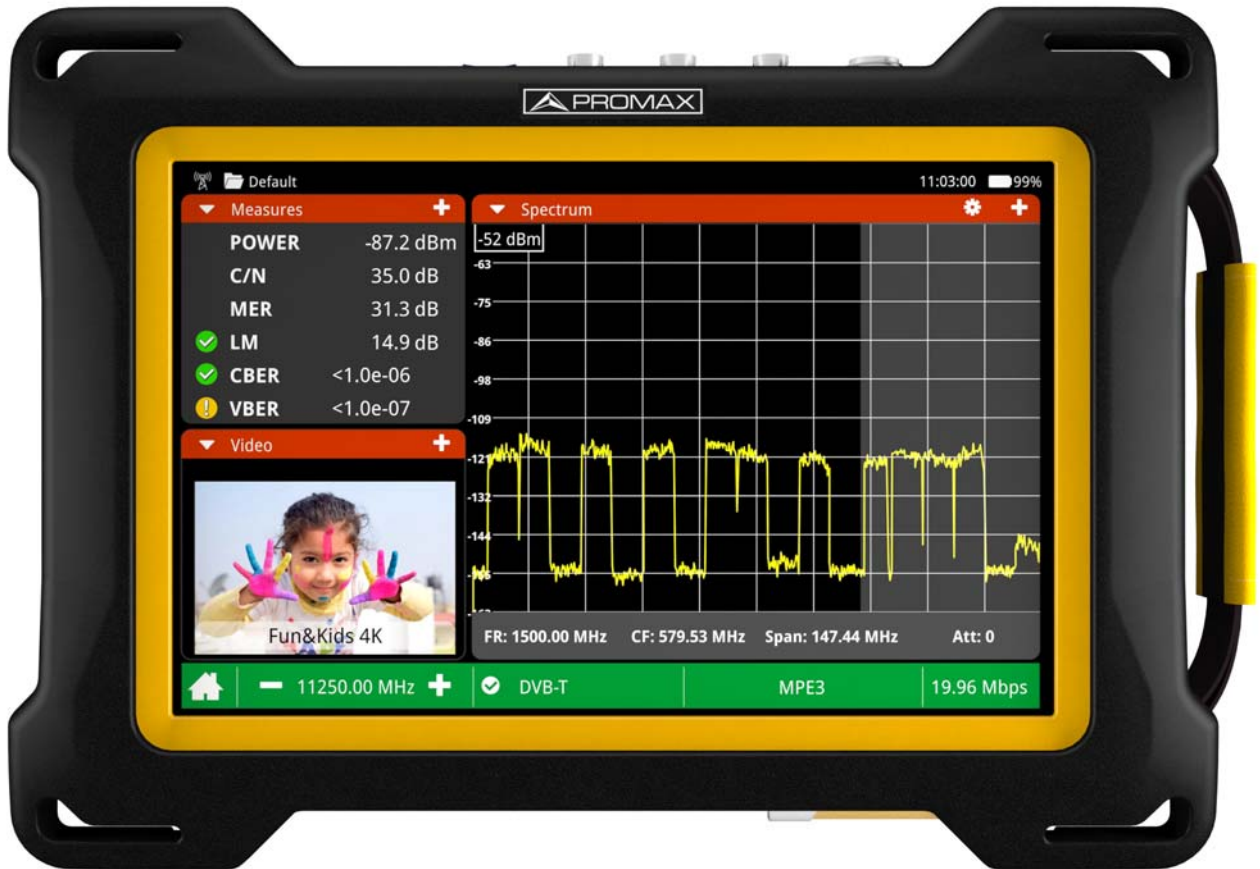 PROMAX
Default 11:03:00 99%
Measures
POWER -87.2 dBm
C/N 35.0 dB
MER 31.3 dB
LM 14.9 dB
CBER <1.0e-06
VBER <1.0e-07
Video
Fun&Kids 4K
Spectrum
-52 dBm
-63
-75
-86
-98
-109
-121
-132
-144
FR: 1500.00 MHz CF: 579.53 MHz Span: 147.44 MHz Att: 0
11250.00 MHz DVB-T MPE3 19.96 Mbps